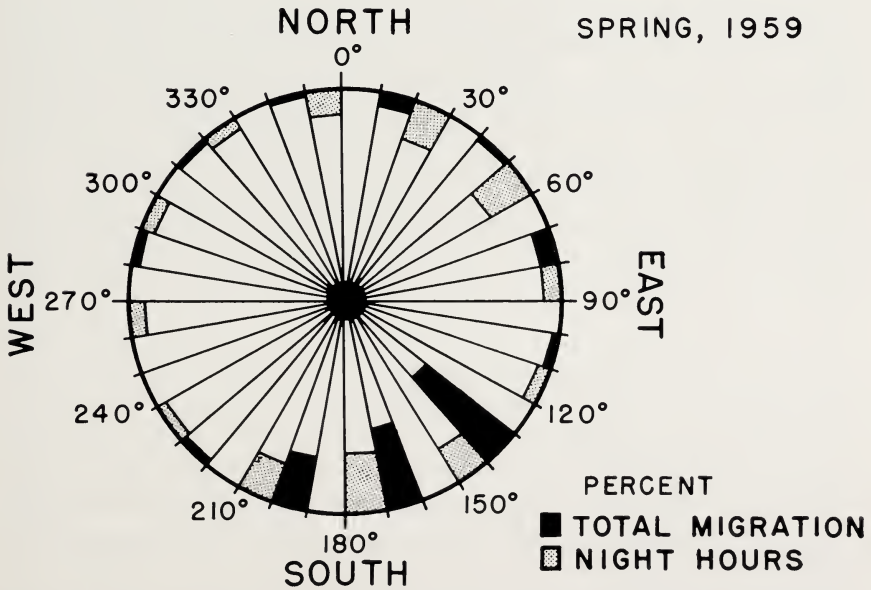 NORTH
SPRING, 1959
0°
330°
30°
300°
60°
WEST
270°
90°
EAST
240°
120°
210°
150°
180°
SOUTH
PERCENT
TOTAL MIGRATION
NIGHT HOURS